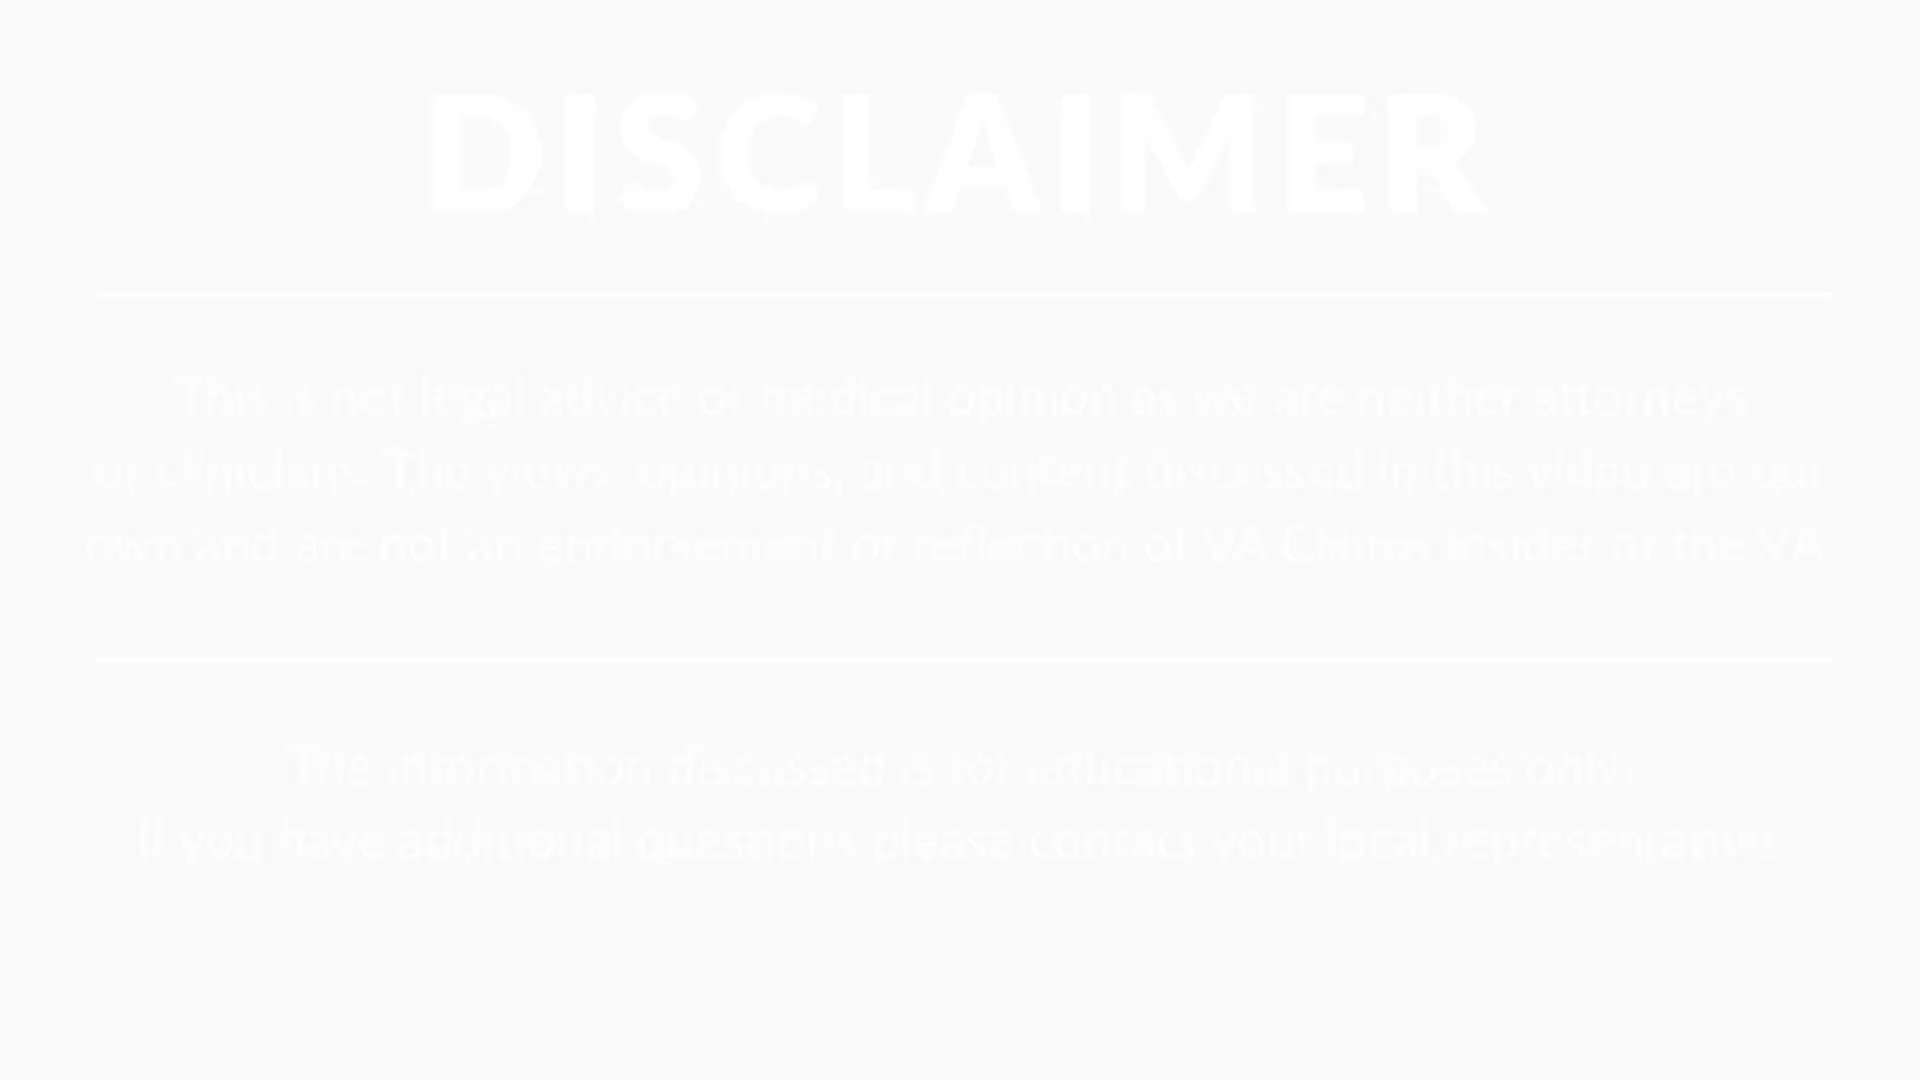 DISCLAIMER
This is not legal advice or medical opinion as we are neither attorneys
or clinicians. The views, opinions, and content discussed in this video are our
own and are not an endorsement or reflection of VA Claims Insider or the VA
The information discussed is for educational purposes only.
If you have additional questions please contact your local representative